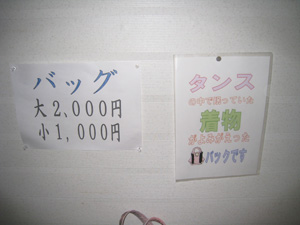 バッグ
大2,000円
小1,000円
タンス
の中で眠っていた
着物
がよみがえった
バックです